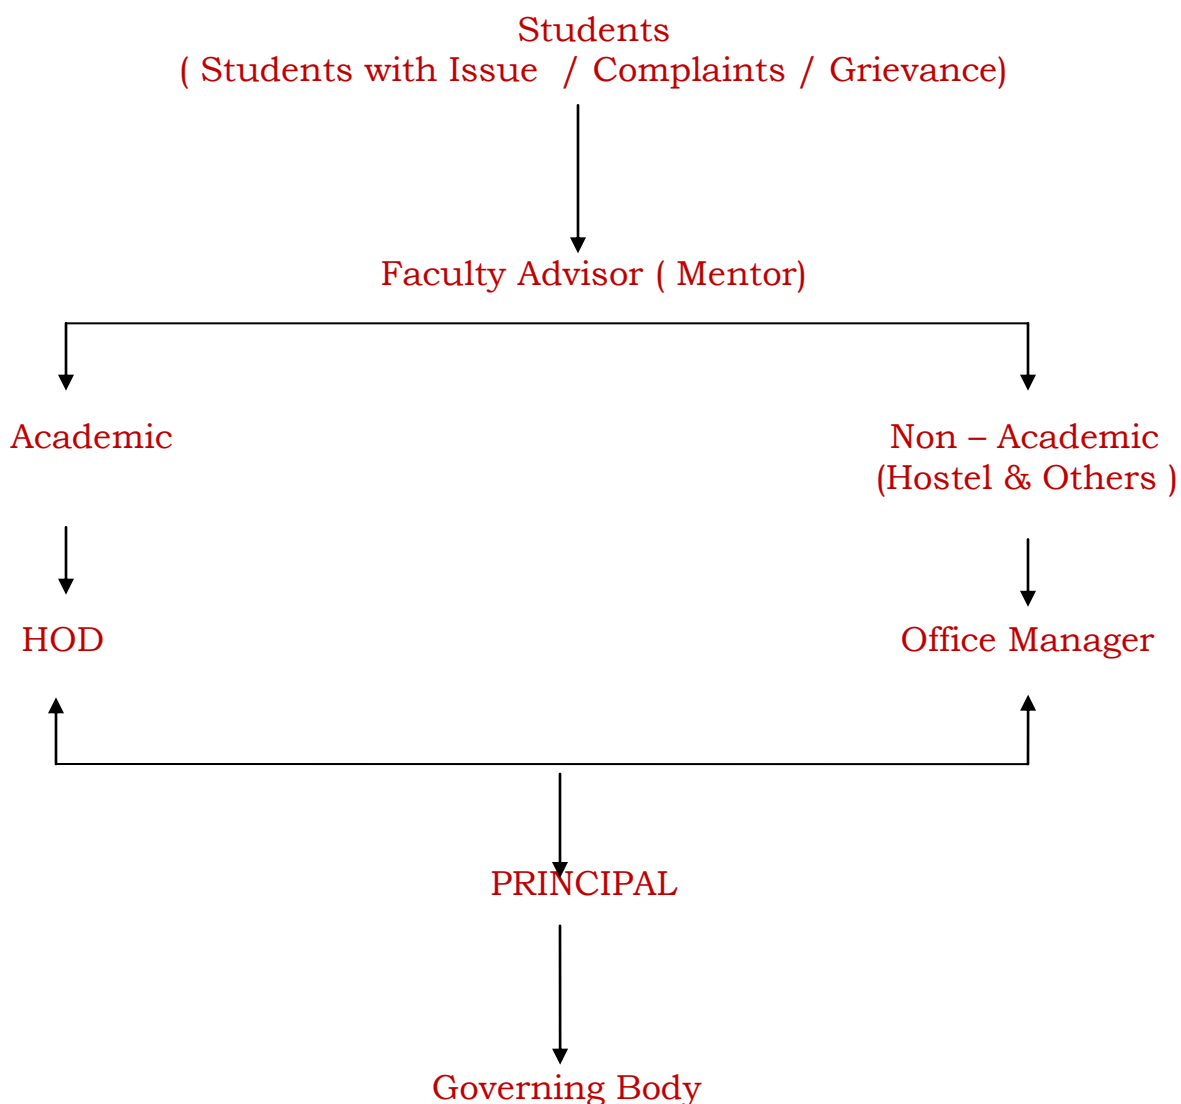 Students
( Students with Issue / Complaints / Grievance)
Faculty Advisor ( Mentor)
Academic
Non – Academic
(Hostel & Others )
HOD
Office Manager
PRINCIPAL
Governing Body